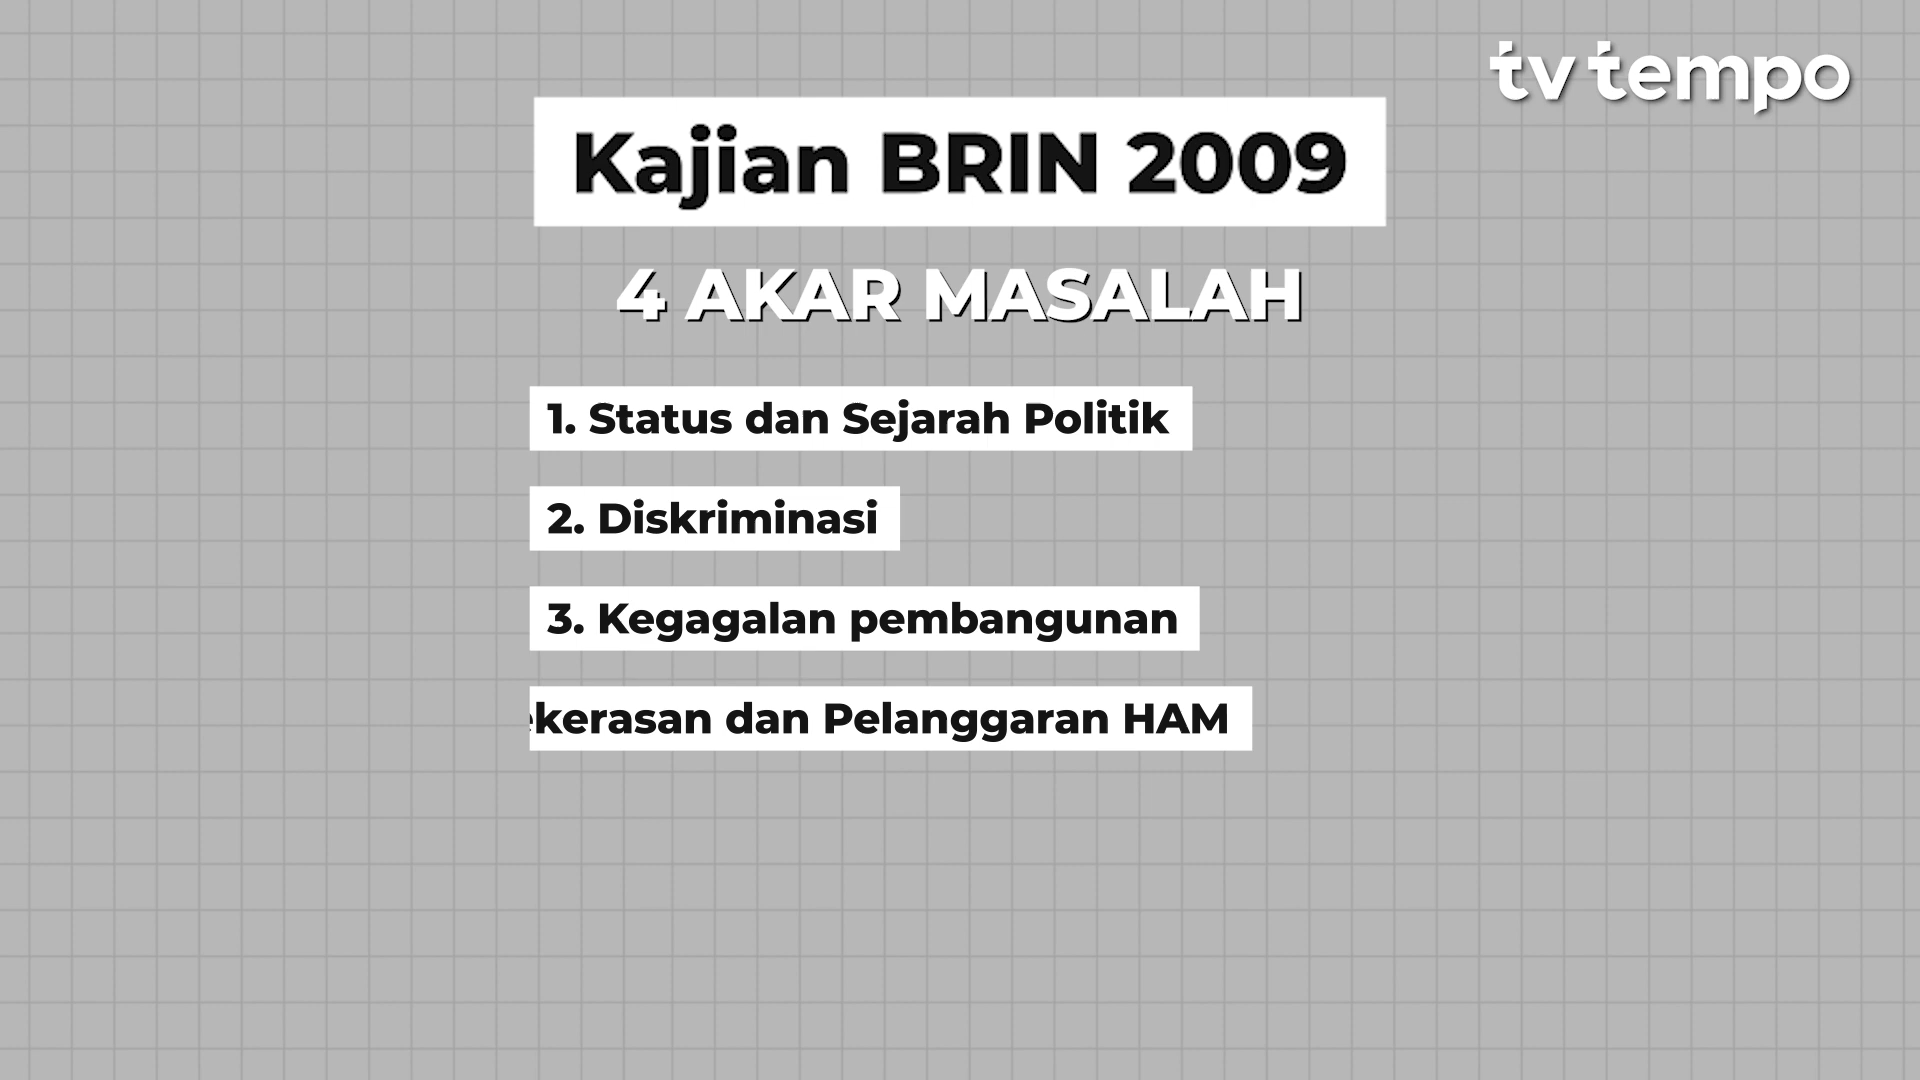 tv tempo
Kajian BRIN 2009
4 AKAR MASALAH
1. Status dan Sejarah Politik
2. Diskriminasi
3. Kegagalan pembangunan
kerasan dan Pelanggaran HAM